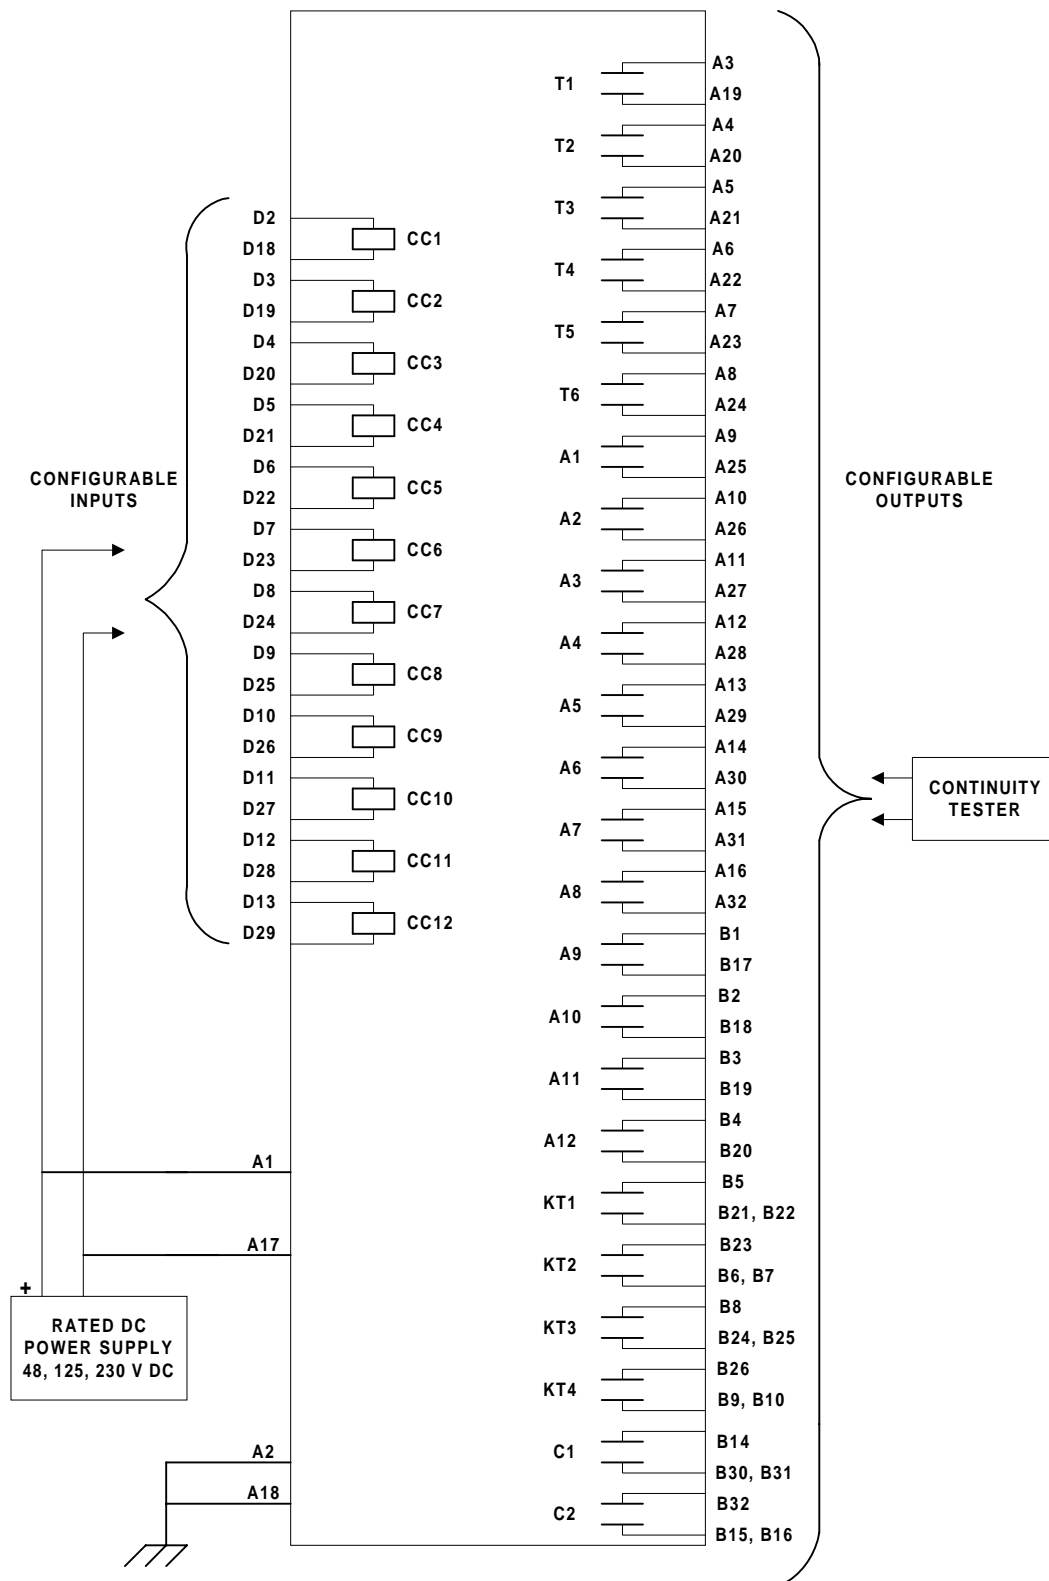 D2
D18
CC1
D3
D19
CC2
D4
D20
CC3
D5
D21
CC4
D6
D22
CC5
D7
D23
CC6
D8
D24
CC7
D9
D25
CC8
D10
D26
CC9
D11
D27
CC10
D12
D28
CC11
D13
D29
CC12
CONFIGURABLE
INPUTS
A1
A17
+
RATED DC
POWER SUPPLY
48, 125, 230 V DC
A2
A18
T1
A3
A19
T2
A4
A20
T3
A5
A21
T4
A6
A22
T5
A7
A23
T6
A8
A24
A1
A9
A25
A2
A10
A26
A3
A11
A27
A4
A12
A28
A5
A13
A29
A6
A14
A30
A7
A15
A31
A8
A16
A32
A9
B1
B17
A10
B2
B18
A11
B3
B19
A12
B4
B20
KT1
B5
B21, B22
KT2
B23
B6, B7
KT3
B8
B24, B25
KT4
B26
B9, B10
C1
B14
B30, B31
C2
B32
B15, B16
CONFIGURABLE
OUTPUTS
CONTINUITY
TESTER